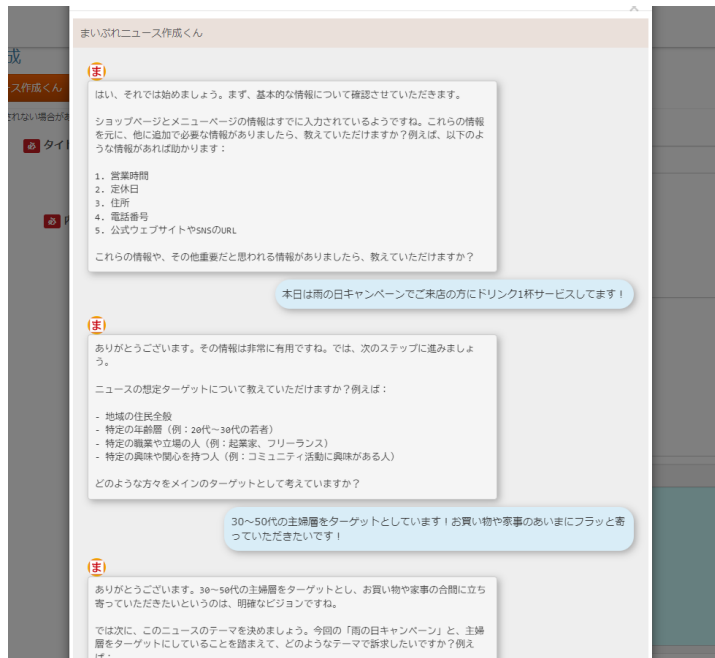 まいぷれニュース作成くん
成
ース作成くん
されない場合があ
必 タイト
必
ま
はい、それでは始めましょう。まず、基本的な情報について確認させていただきます。
ショップページとメニューページの情報はすでに入力されているようですね。これらの情報
を元に、他に追加で必要な情報がありましたら、教えていただけますか？例えば、以下のよ
うな情報があれば助かります：
1. 営業時間
2. 定休日
3. 住所
4. 電話番号
5. 公式ウェブサイトやSNSのURL
これらの情報や、その他重要だと思われる情報がありましたら、教えていただけますか？
本日は雨の日キャンペーンでご来店の方にドリンク1杯サービスしてます！
ま
ありがとうございます。その情報は非常に有用ですね。では、次のステップに進みましょ
う。
ニュースの想定ターゲットについて教えていただけますか？例えば：
- 地域の住民全般
- 特定の年齢層（例：20代～30代の若者）
- 特定の職業や立場の人（例：起業家、フリーランス）
- 特定の興味や関心を持つ人（例：コミュニティ活動に興味がある人）
どのような方々をメインのターゲットとして考えていますか？
30～50代の主婦層をターゲットとしています！お買い物や家事のあいまにフラッと寄
っていただきたいです！
ま
ありがとうございます。30～50代の主婦層をターゲットとし、お買い物や家事の合間に立ち
寄っていただきたいというのは、明確なビジョンですね。
では次に、このニュースのテーマを決めましょう。今回の「雨の日キャンペーン」と、主婦
層をターゲットにしていることを踏まえて、どのようなテーマで訴求したいですか？例え
ば：